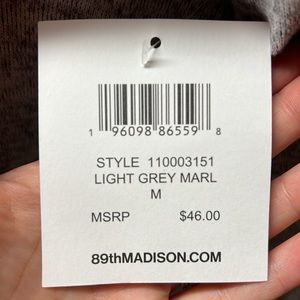 1 96098 86559 8
STYLE 110003151
LIGHT GREY MARL
M
MSRP $46.00
89thMADISON.COM